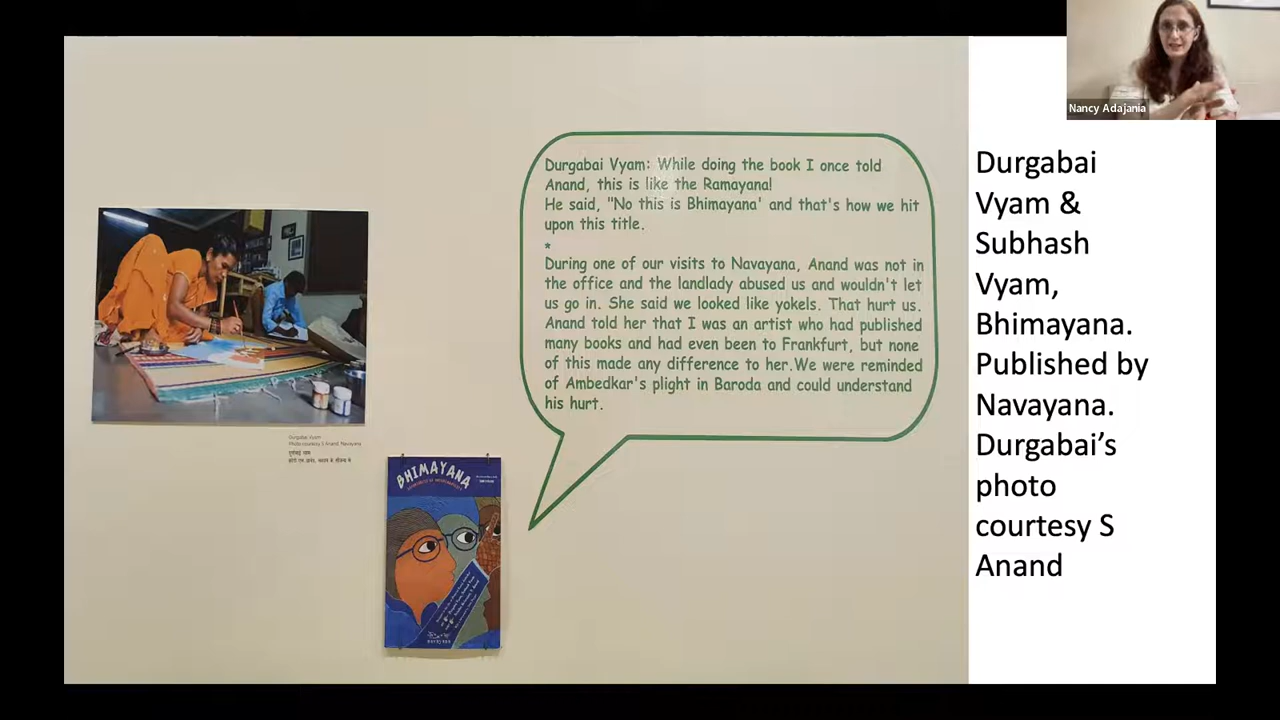 Nancy Adajania
Durgabai Vyam: While doing the book I once told
Anand, this is like the Ramayana!
He said, "No this is Bhimayana' and that's how we hit
upon this title.
*
During one of our visits to Navayana, Anand was not in
the office and the landlady abused us and wouldn't let
us go in. She said we looked like yokels. That hurt us.
Anand told her that I was an artist who had published
many books and had even been to Frankfurt, but none
of this made any difference to her.We were reminded
of Ambedkar's plight in Baroda and could understand
his hurt.
Durgabai Vyam
Photo courtesy S Anand, Navayana
BHIMAYANA
Durgabai
Vyam &
Subhash
Vyam,
Bhimayana.
Published by
Navayana.
Durgabai’s
photo
courtesy S
Anand